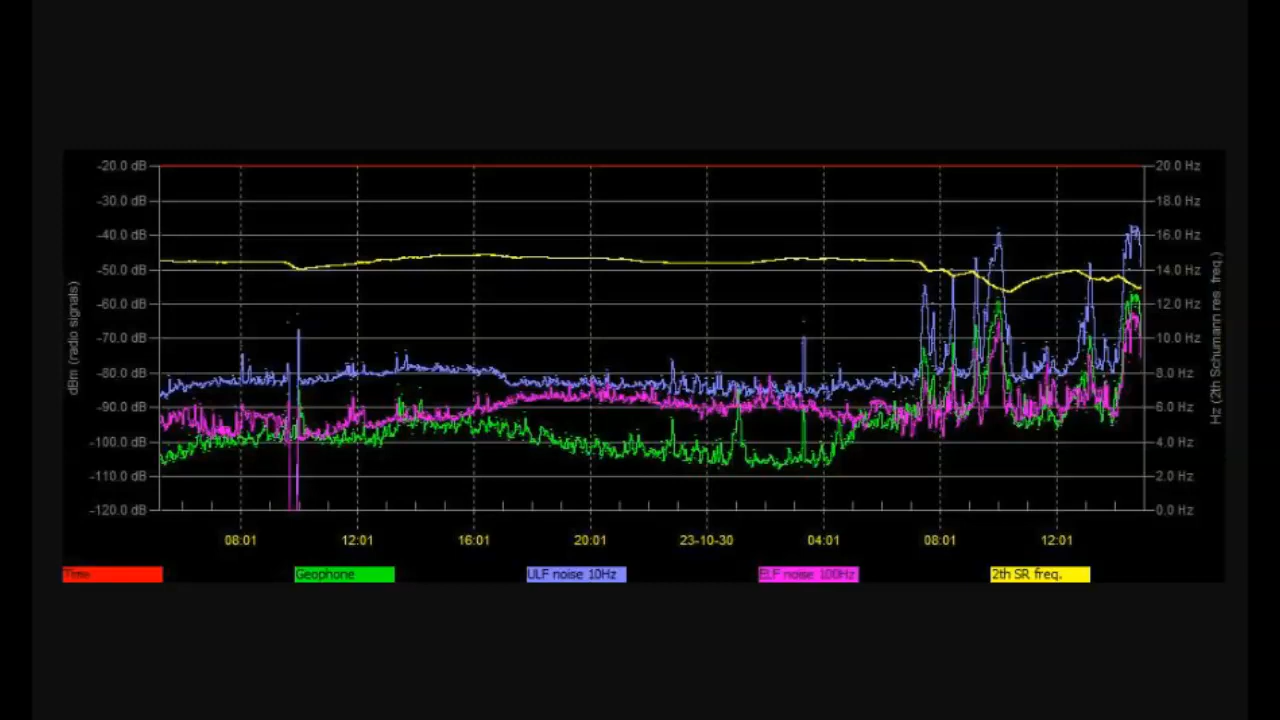 -20.0 dB 20.0 Hz
-30.0 dB 18.0 Hz
-40.0 dB 16.0 Hz
-50.0 dB 14.0 Hz
-60.0 dB 12.0 Hz
-70.0 dB 10.0 Hz
-80.0 dB 8.0 Hz
-90.0 dB 6.0 Hz
-100.0 dB 4.0 Hz
-110.0 dB 2.0 Hz
-120.0 dB 0.0 Hz
dBm (radio signals)
Hz (2th Schumann res freq.)
08:01 12:01 16:01 20:01 23-10-30 04:01 08:01 12:01
Time Geophone ULF noise 10Hz ELF noise 100Hz 2th SR freq.